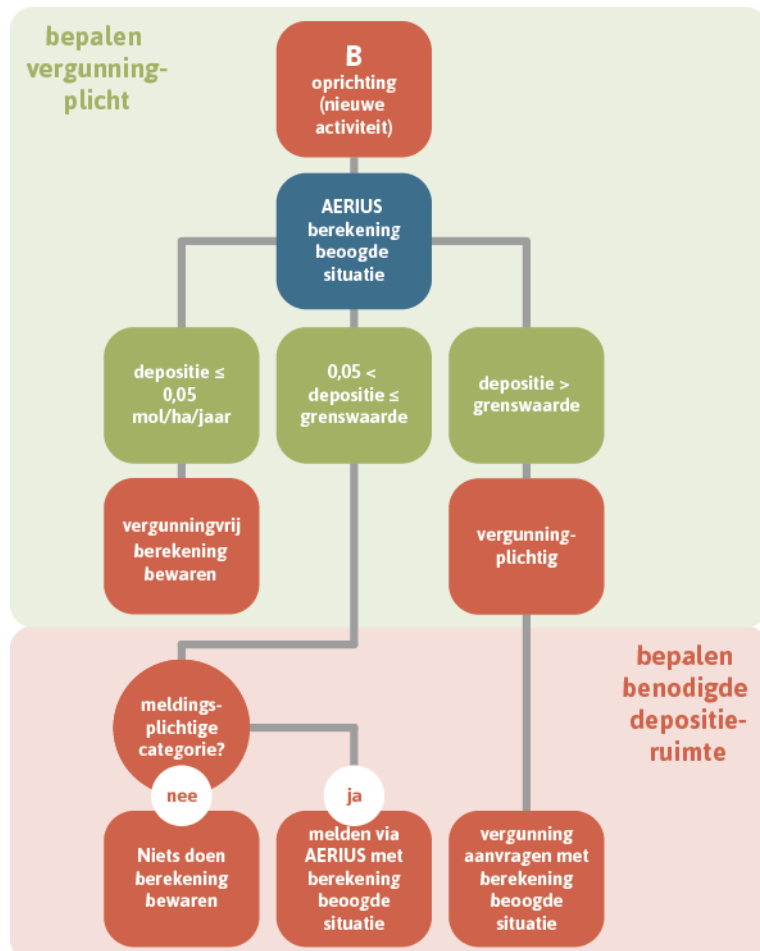 bepalen
vergunning-
plicht
B
oprichting
(nieuwe
activiteit)
AERIUS
berekening
beoogde
situatie
depositie ≤
0,05
mol/ha/jaar
0,05 <
depositie ≤
grenswaarde
depositie >
grenswaarde
vergunningvrij
berekening
bewaren
vergunning-
plichtig
bepalen
benodigde
depositie-
ruimte
meldings-
plichtige
categorie?
nee
ja
Niets doen
berekening
bewaren
melden via
AERIUS met
berekening
beoogde
situatie
vergunning
aanvragen met
berekening
beoogde
situatie